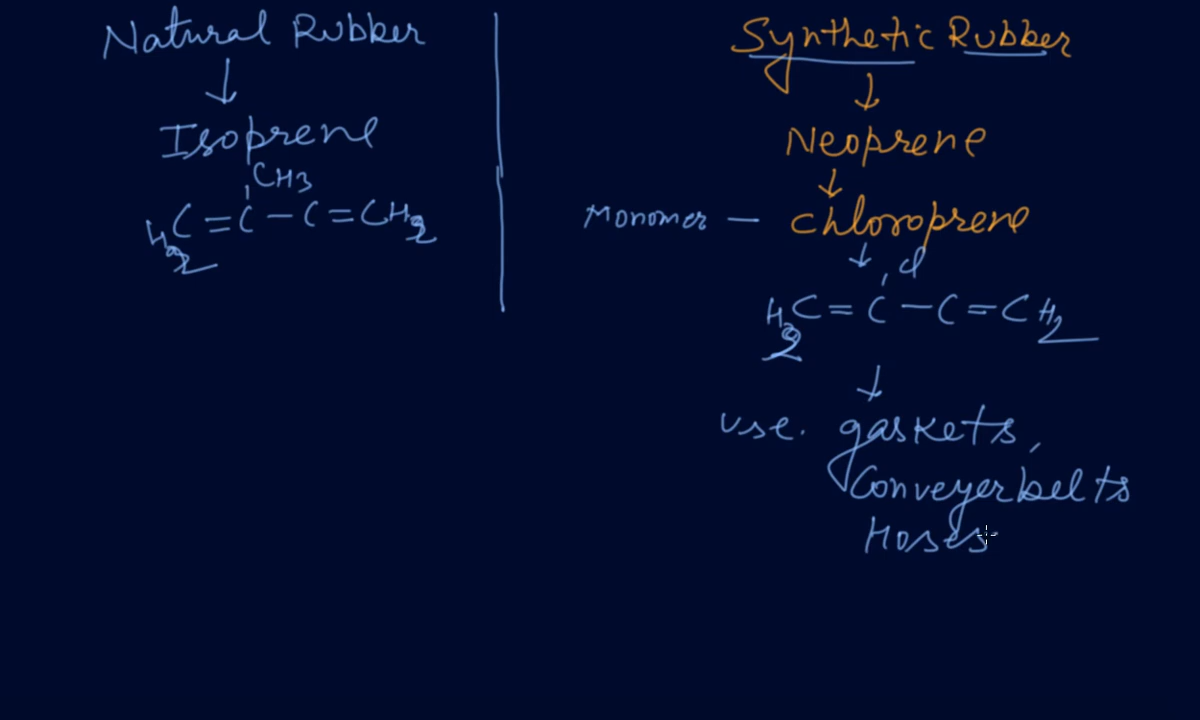 Natural Rubber
↓
Isoprene
CH3
H2C = C - C = CH2
Synthetic Rubber
↓
Neoprene
↓
Monomer — chloroprene
↓
Cl
H2C = C - C = CH2
↓
use. gaskets,
Conveyer belts
Hoses